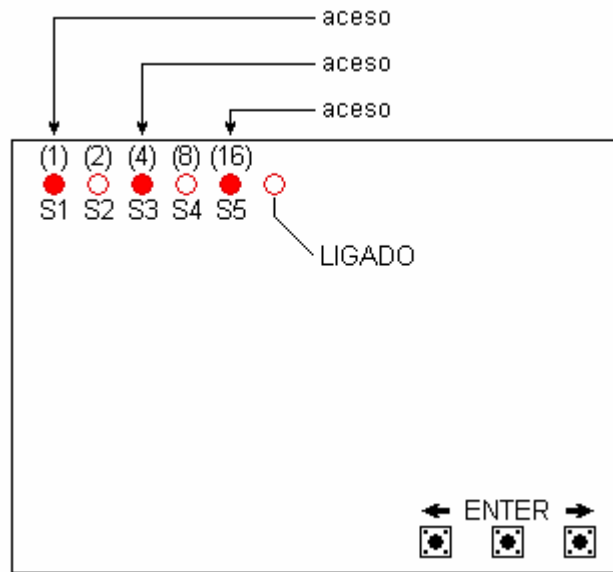 aceso
aceso
aceso
(1) (2) (4) (8) (16)
S1 S2 S3 S4 S5
LIGADO
ENTER